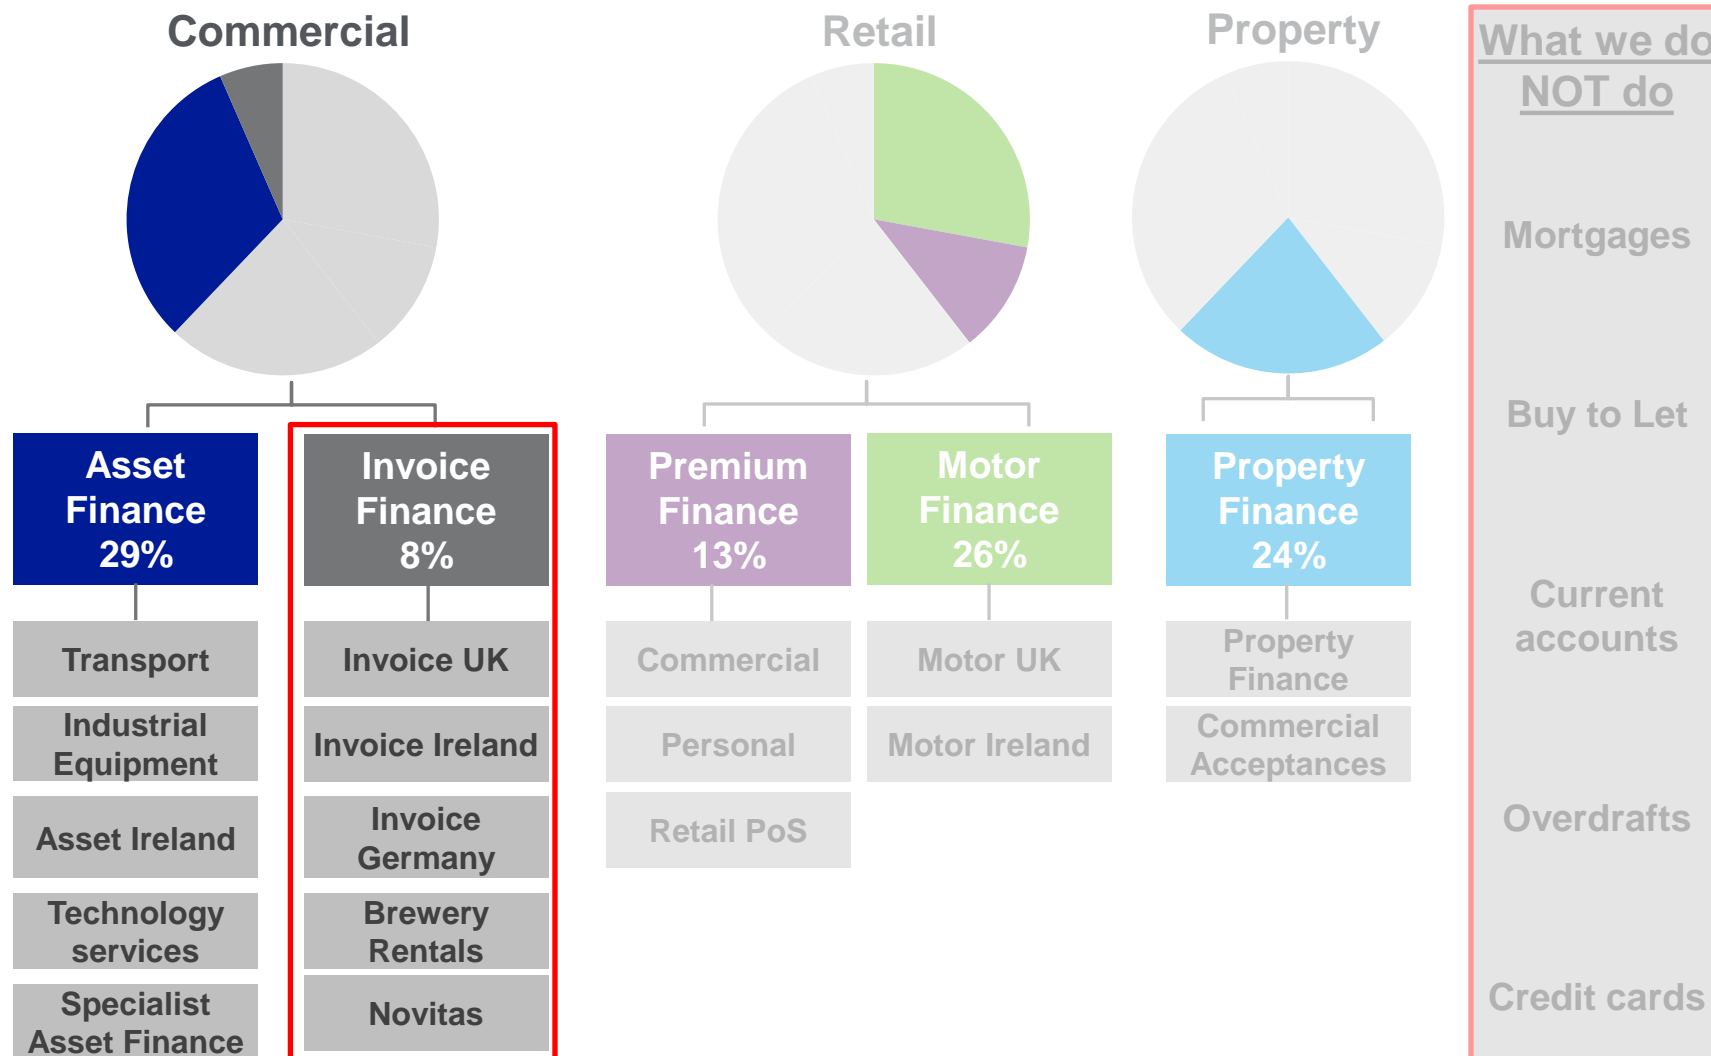 Commercial
Asset
Finance
29%
Transport
Industrial
Equipment
Asset Ireland
Technology
services
Specialist
Asset Finance
Invoice
Finance
8%
Invoice UK
Invoice Ireland
Invoice
Germany
Brewery
Rentals
Novitas
Retail
Premium
Finance
13%
Commercial
Personal
Retail PoS
Motor
Finance
26%
Motor UK
Motor Ireland
Property
Property
Finance
24%
Property
Finance
Commercial
Acceptances
What we do
NOT do
Mortgages
Buy to Let
Current
accounts
Overdrafts
Credit cards